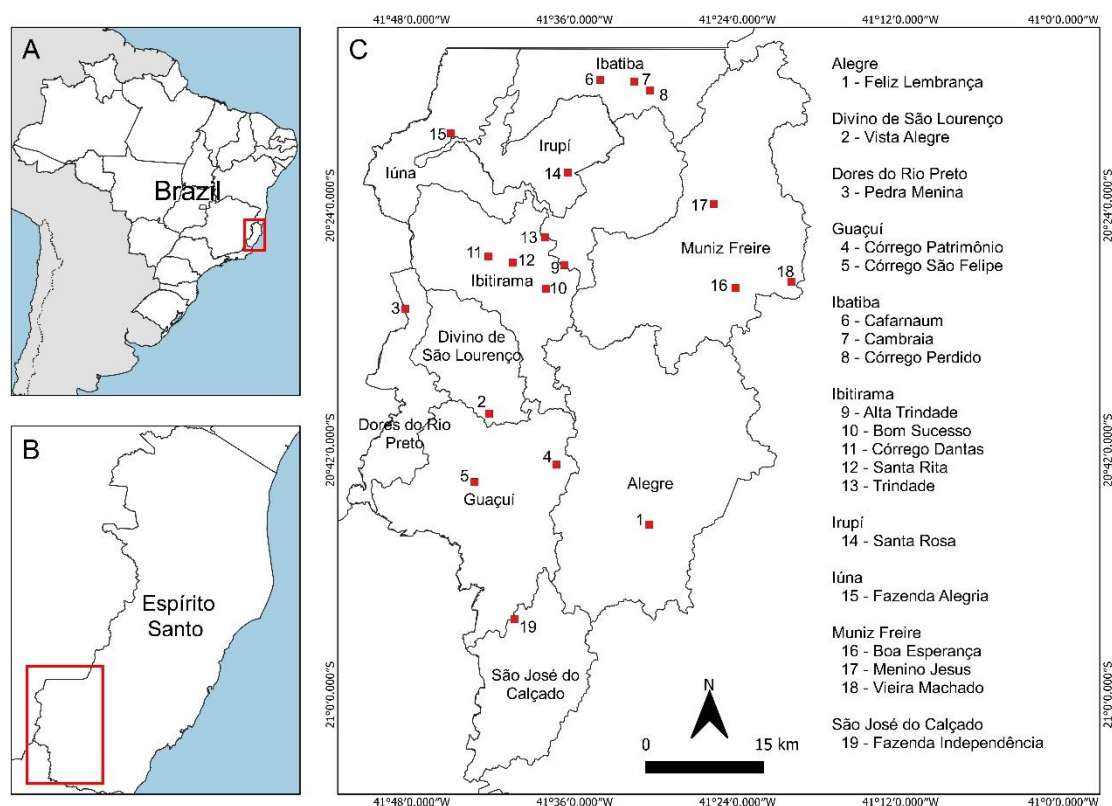 A
Brazil
B
Espírito
Santo
C
41°48'0.000"W
41°36'0.000"W
41°24'0.000"W
41°12'0.000"W
41°0'0.000"W
20°24'0.000"S
20°42'0.000"S
21°0'0.000"S
Ibatiba
6
7
8
15
Irupí
Iúna
14
17
13
11
12
9
Ibitirama
10
Muniz Freire
18
16
3
Divino de
São Lourenço
2
Dores do Rio
Preto
4
5
Guaçuí
Alegre
1
19
São José do
Calçado
N
0
15 km
Alegre
1 - Feliz Lembrança
Divino de São Lourenço
2 - Vista Alegre
Dores do Rio Preto
3 - Pedra Menina
Guaçuí
4 - Córrego Patrimônio
5 - Córrego São Felipe
Ibatiba
6 - Cafarnaum
7 - Cambraia
8 - Córrego Perdido
Ibitirama
9 - Alta Trindade
10 - Bom Sucesso
11 - Córrego Dantas
12 - Santa Rita
13 - Trindade
Irupí
14 - Santa Rosa
Iúna
15 - Fazenda Alegria
Muniz Freire
16 - Boa Esperança
17 - Menino Jesus
18 - Vieira Machado
São José do Calçado
19 - Fazenda Independência
20°24'0.000"S
20°42'0.000"S
21°0'0.000"S
41°48'0.000"W
41°36'0.000"W
41°24'0.000"W
41°12'0.000"W
41°0'0.000"W